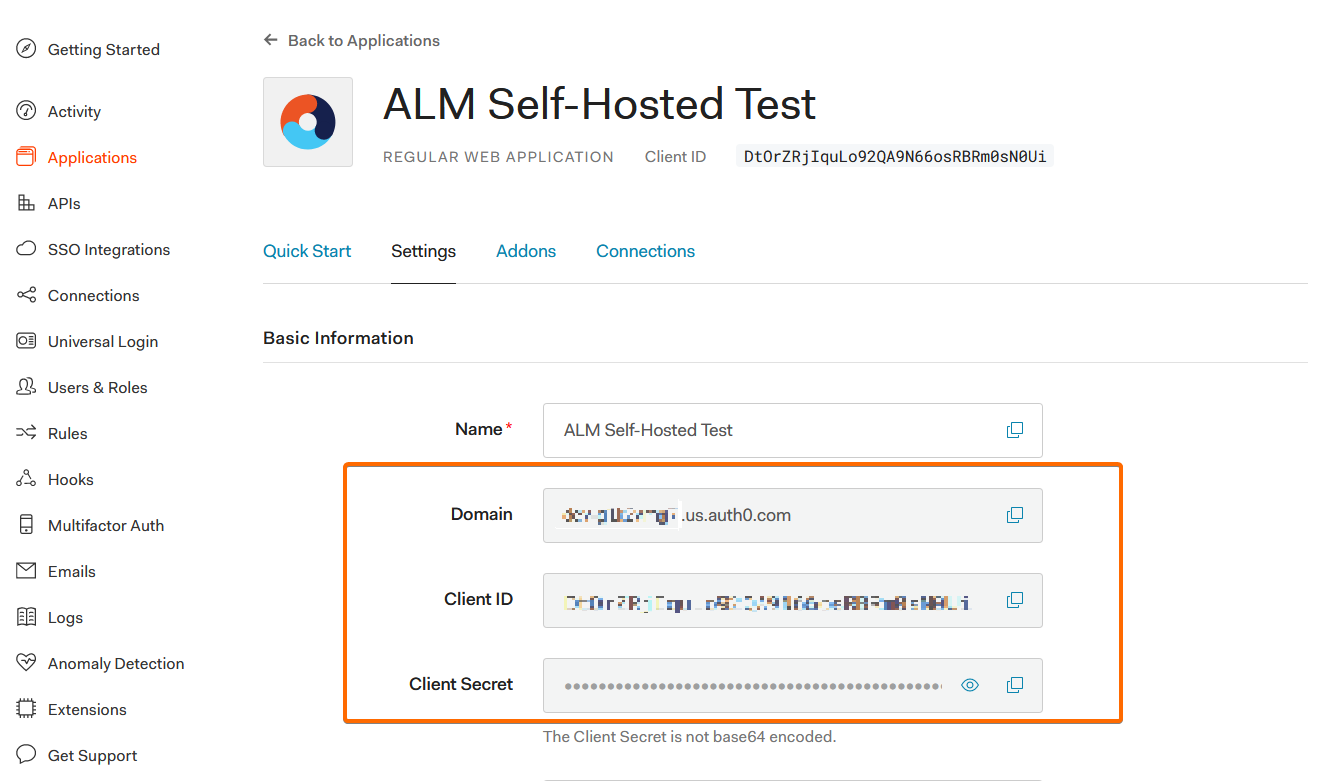 Getting Started
Activity
Applications
APIs
SSO Integrations
Connections
Universal Login
Users & Roles
Rules
Hooks
Multifactor Auth
Emails
Logs
Anomaly Detection
Extensions
Get Support
Back to Applications
ALM Self-Hosted Test
REGULAR WEB APPLICATION Client ID DtOrZRjIquLo92QA9N66osRBRm0sN0Ui
Quick Start Settings Addons Connections
Basic Information
Name* ALM Self-Hosted Test
Domain .us.auth0.com
Client ID
Client Secret ••••••••••••••••••••••••••••••••••••••••••••
The Client Secret is not base64 encoded.